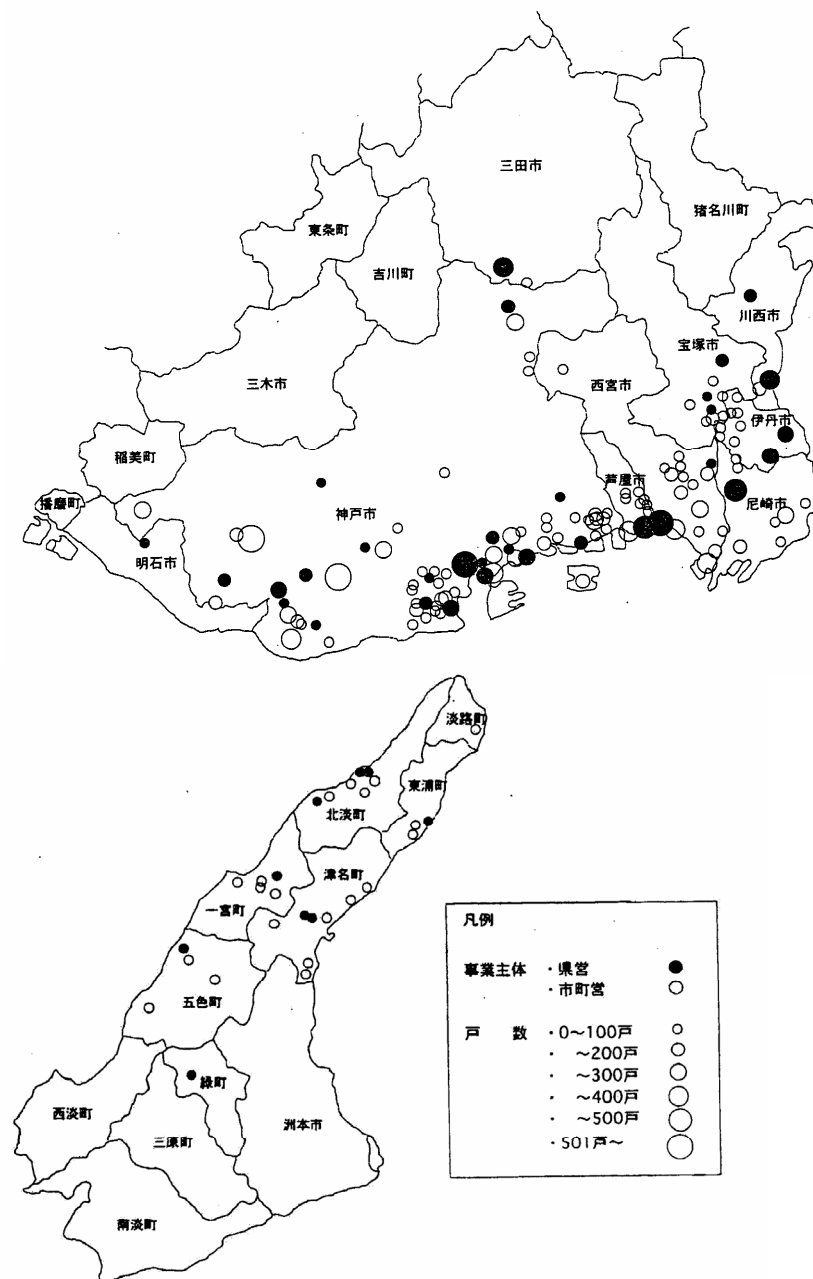 三田市
猪名川町
東条町
吉川町
川西市
宝塚市
三木市
西宮市
伊丹市
稲美町
芦屋市
播磨町
神戸市
尼崎市
明石市
淡路町
東浦町
北淡町
津名町
一宮町
五色町
緑町
西淡町
洲本市
三原町
南淡町
凡例
事業主体 ・県営
・市町営
戸 数 ・0〜100戸
・ 〜200戸
・ 〜300戸
・ 〜400戸
・ 〜500戸
・501戸〜